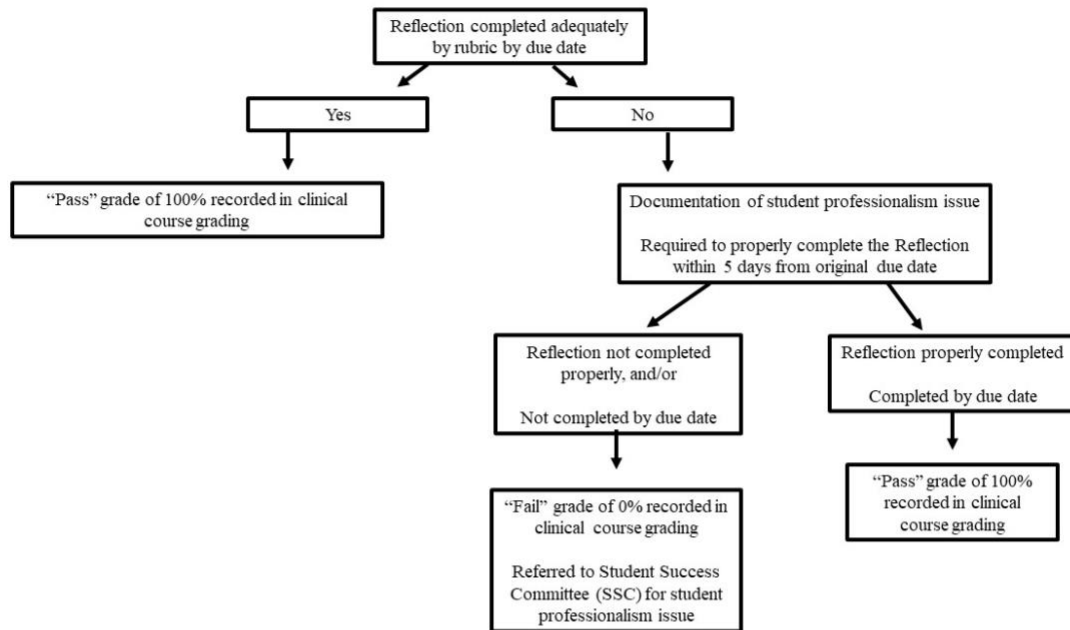 Reflection completed adequately
by rubric by due date
Yes
No
“Pass” grade of 100% recorded in clinical
course grading
Documentation of student professionalism issue
Required to properly complete the Reflection
within 5 days from original due date
Reflection not completed
properly, and/or
Not completed by due date
Reflection properly completed
Completed by due date
“Fail” grade of 0% recorded in
clinical course grading
Referred to Student Success
Committee (SSC) for student
professionalism issue
“Pass” grade of 100%
recorded in clinical
course grading